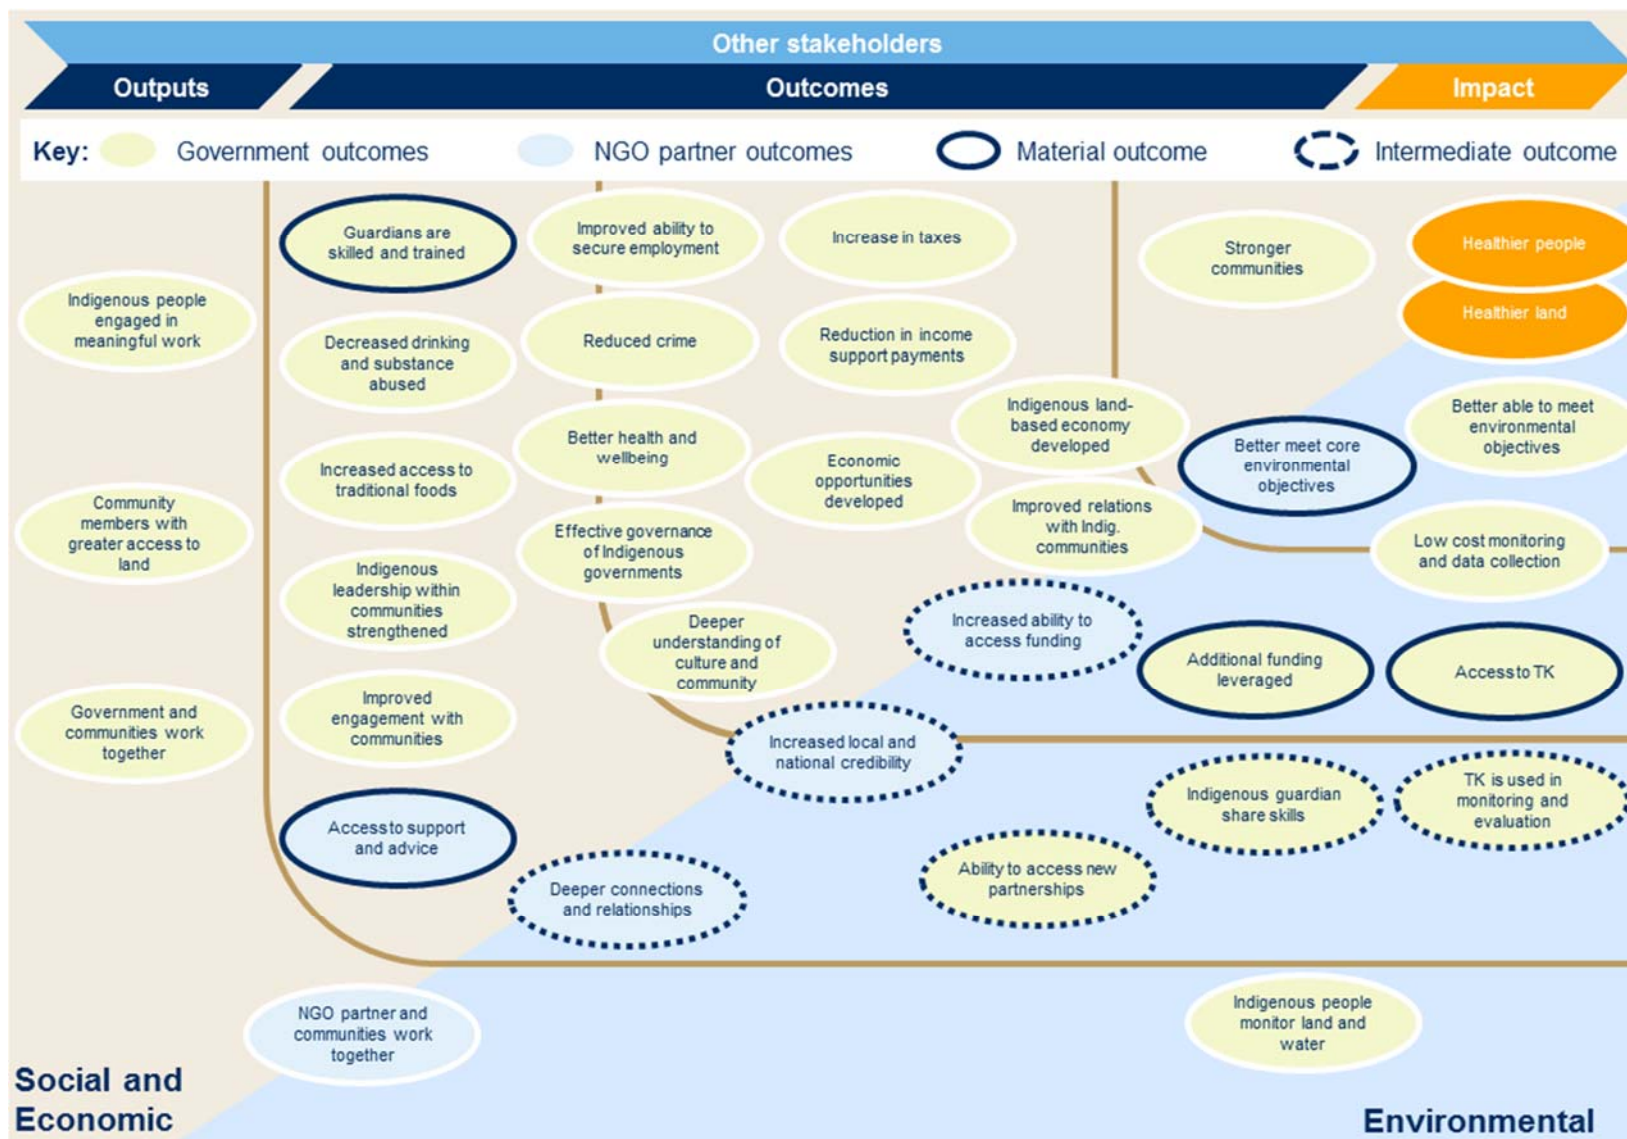 Other stakeholders
Outputs
Outcomes
Impact
Key:
Government outcomes
NGO partner outcomes
Material outcome
Intermediate outcome
Indigenous people
engaged in
meaningful work
Community
members with
greater access to
land
Government and
communities work
together
NGO partner and
communities work
together
Guardians are
skilled and trained
Decreased drinking
and substance
abused
Increased access to
traditional foods
Indigenous
leadership within
communities
strengthened
Improved
engagement with
communities
Access to support
and advice
Improved ability to
secure employment
Reduced crime
Better health and
wellbeing
Effective governance
of Indigenous
governments
Deeper
understanding of
culture and
community
Deeper connections
and relationships
Increase in taxes
Reduction in income
support payments
Economic
opportunities
developed
Increased local and
national credibility
Indigenous land-
based economy
developed
Improved relations
with Indig.
communities
Increased ability to
access funding
Ability to access new
partnerships
Stronger
communities
Better meet core
environmental
objectives
Additional funding
leveraged
Indigenous guardian
share skills
Indigenous people
monitor land and
water
Healthier people
Healthier land
Better able to meet
environmental
objectives
Low cost monitoring
and data collection
Access to TK
TK is used in
monitoring and
evaluation
Social and
Economic
Environmental